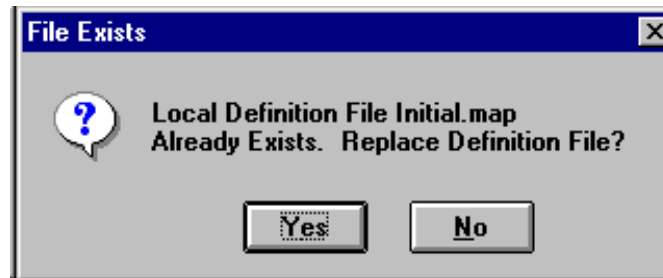 File Exists
Local Definition File Initial.map
Already Exists. Replace Definition File?
Yes No